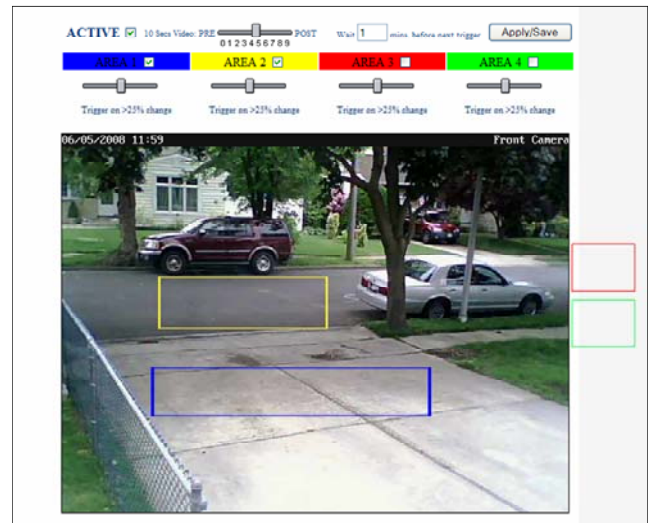 ACTIVE 10 Secs Video: PRE POST Wait 1 mins. before next trigger Apply/Save
0 1 2 3 4 5 6 7 8 9
AREA 1 AREA 2 AREA 3 AREA 4
Trigger on >25% change Trigger on >25% change Trigger on >25% change Trigger on >25% change
06/05/2008 11:59 Front Camera